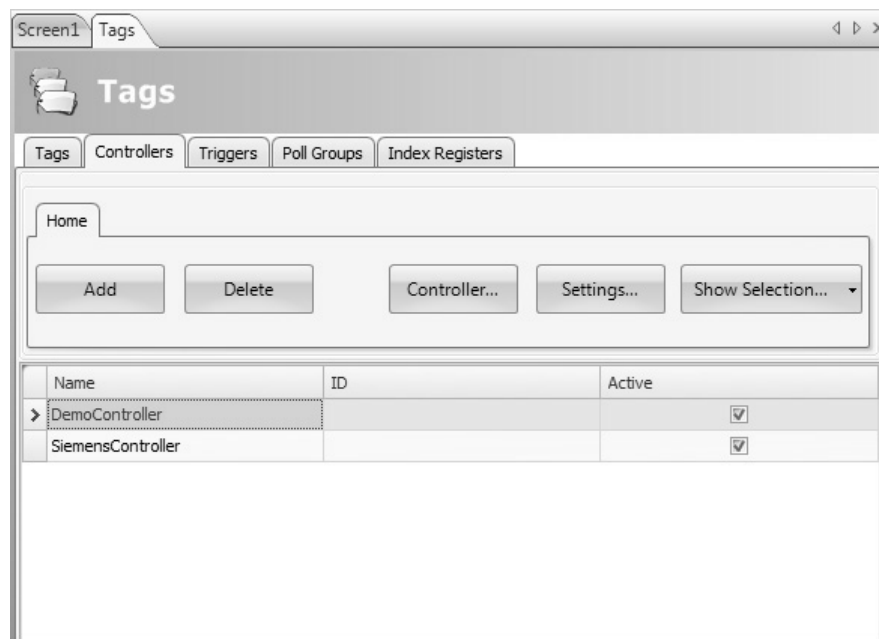 Screen1 Tags
Tags
Tags Controllers Triggers Poll Groups Index Registers
Home
Add Delete Controller... Settings... Show Selection...
Name ID Active
DemoController
SiemensController